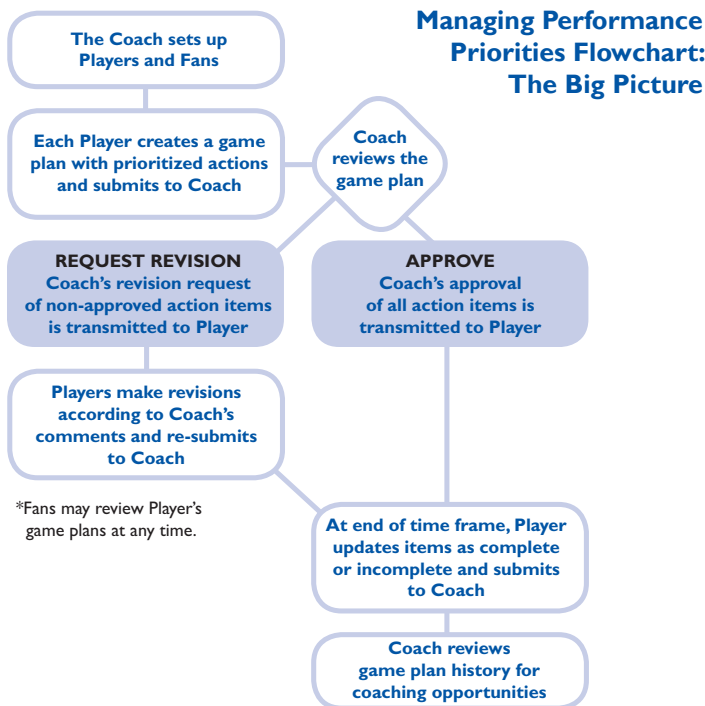 Managing Performance
Priorities Flowchart:
The Big Picture
The Coach sets up
Players and Fans
Each Player creates a game
plan with prioritized actions
and submits to Coach
Coach
reviews the
game plan
REQUEST REVISION
Coach's revision request
of non-approved action items
is transmitted to Player
APPROVE
Coach's approval
of all action items is
transmitted to Player
Players make revisions
according to Coach's
comments and re-submits
to Coach
*Fans may review Player's
game plans at any time.
At end of time frame, Player
updates items as complete
or incomplete and submits
to Coach
Coach reviews
game plan history for
coaching opportunities